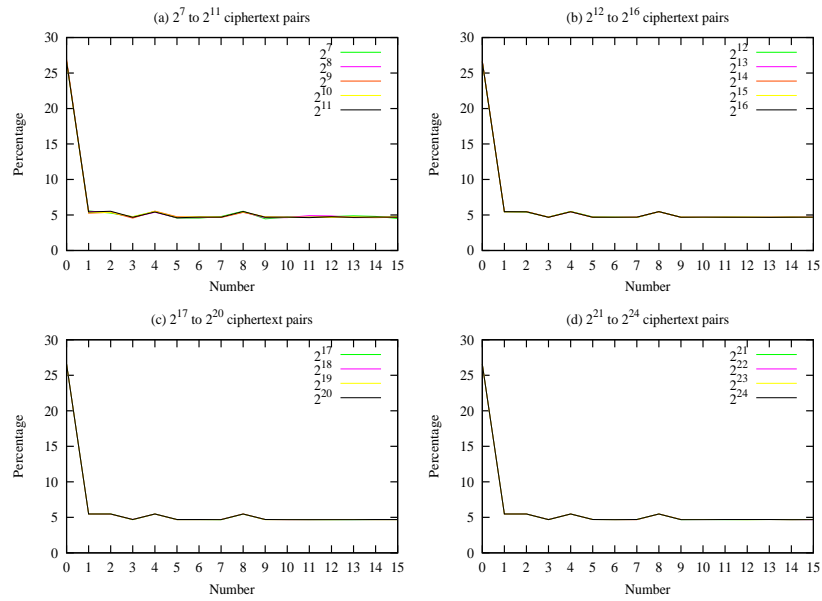 (a) 2^7 to 2^11 ciphertext pairs
30
25
20
15
10
5
0
Percentage
2^7
2^8
2^9
2^10
2^11
0 1 2 3 4 5 6 7 8 9 10 11 12 13 14 15
Number
(b) 2^12 to 2^16 ciphertext pairs
30
25
20
15
10
5
0
Percentage
2^12
2^13
2^14
2^15
2^16
0 1 2 3 4 5 6 7 8 9 10 11 12 13 14 15
Number
(c) 2^17 to 2^20 ciphertext pairs
30
25
20
15
10
5
0
Percentage
2^17
2^18
2^19
2^20
0 1 2 3 4 5 6 7 8 9 10 11 12 13 14 15
Number
(d) 2^21 to 2^24 ciphertext pairs
30
25
20
15
10
5
0
Percentage
2^21
2^22
2^23
2^24
0 1 2 3 4 5 6 7 8 9 10 11 12 13 14 15
Number